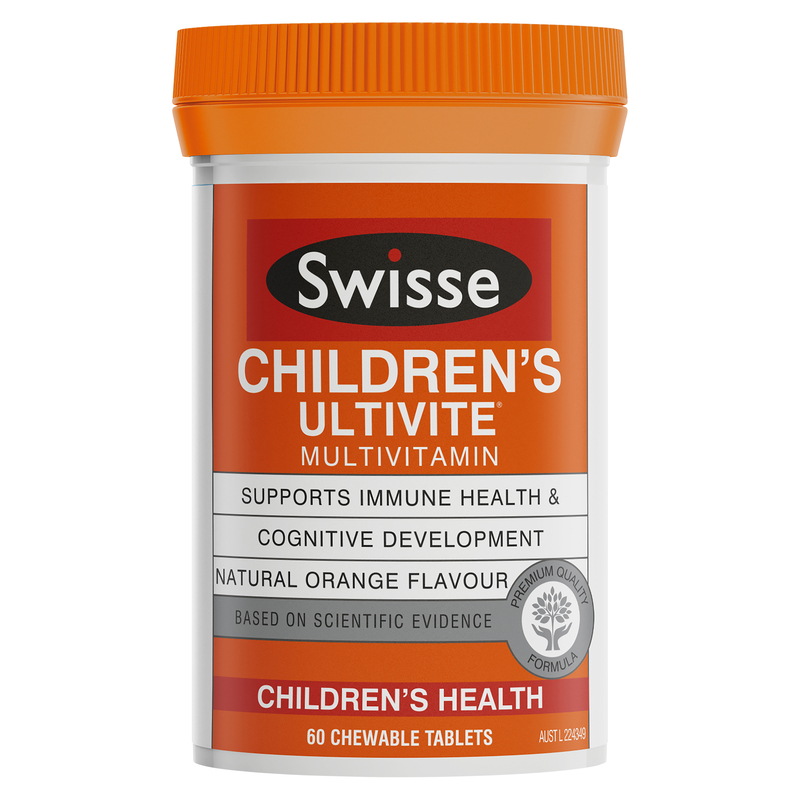 Swisse
CHILDREN'S
ULTIVITE®
MULTIVITAMIN
SUPPORTS IMMUNE HEALTH &
COGNITIVE DEVELOPMENT
NATURAL ORANGE FLAVOUR
BASED ON SCIENTIFIC EVIDENCE
PREMIUM QUALITY
FORMULA
CHILDREN'S HEALTH
60 CHEWABLE TABLETS
AUST L 224349